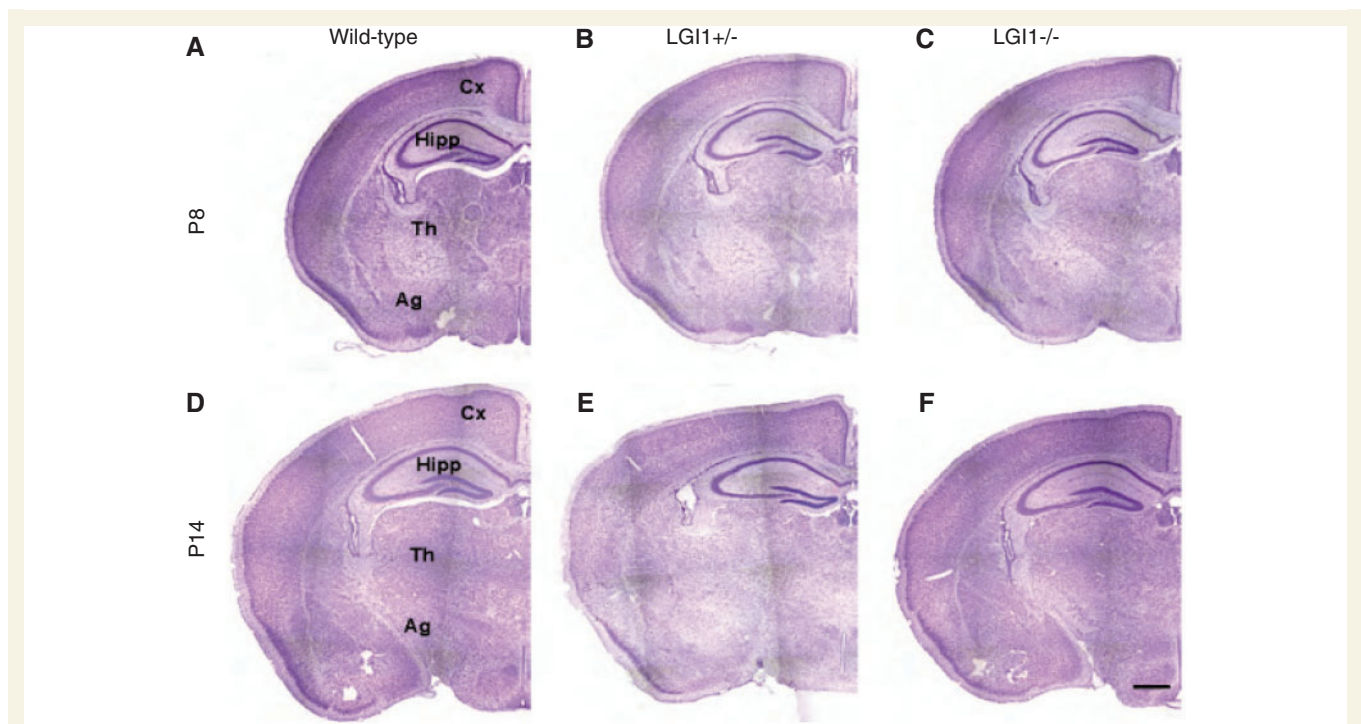 A Wild-type B LGI1+/- C LGI1-/-
Cx
Hipp
P8
Th
Ag
D E F
Cx
Hipp
P14
Th
Ag